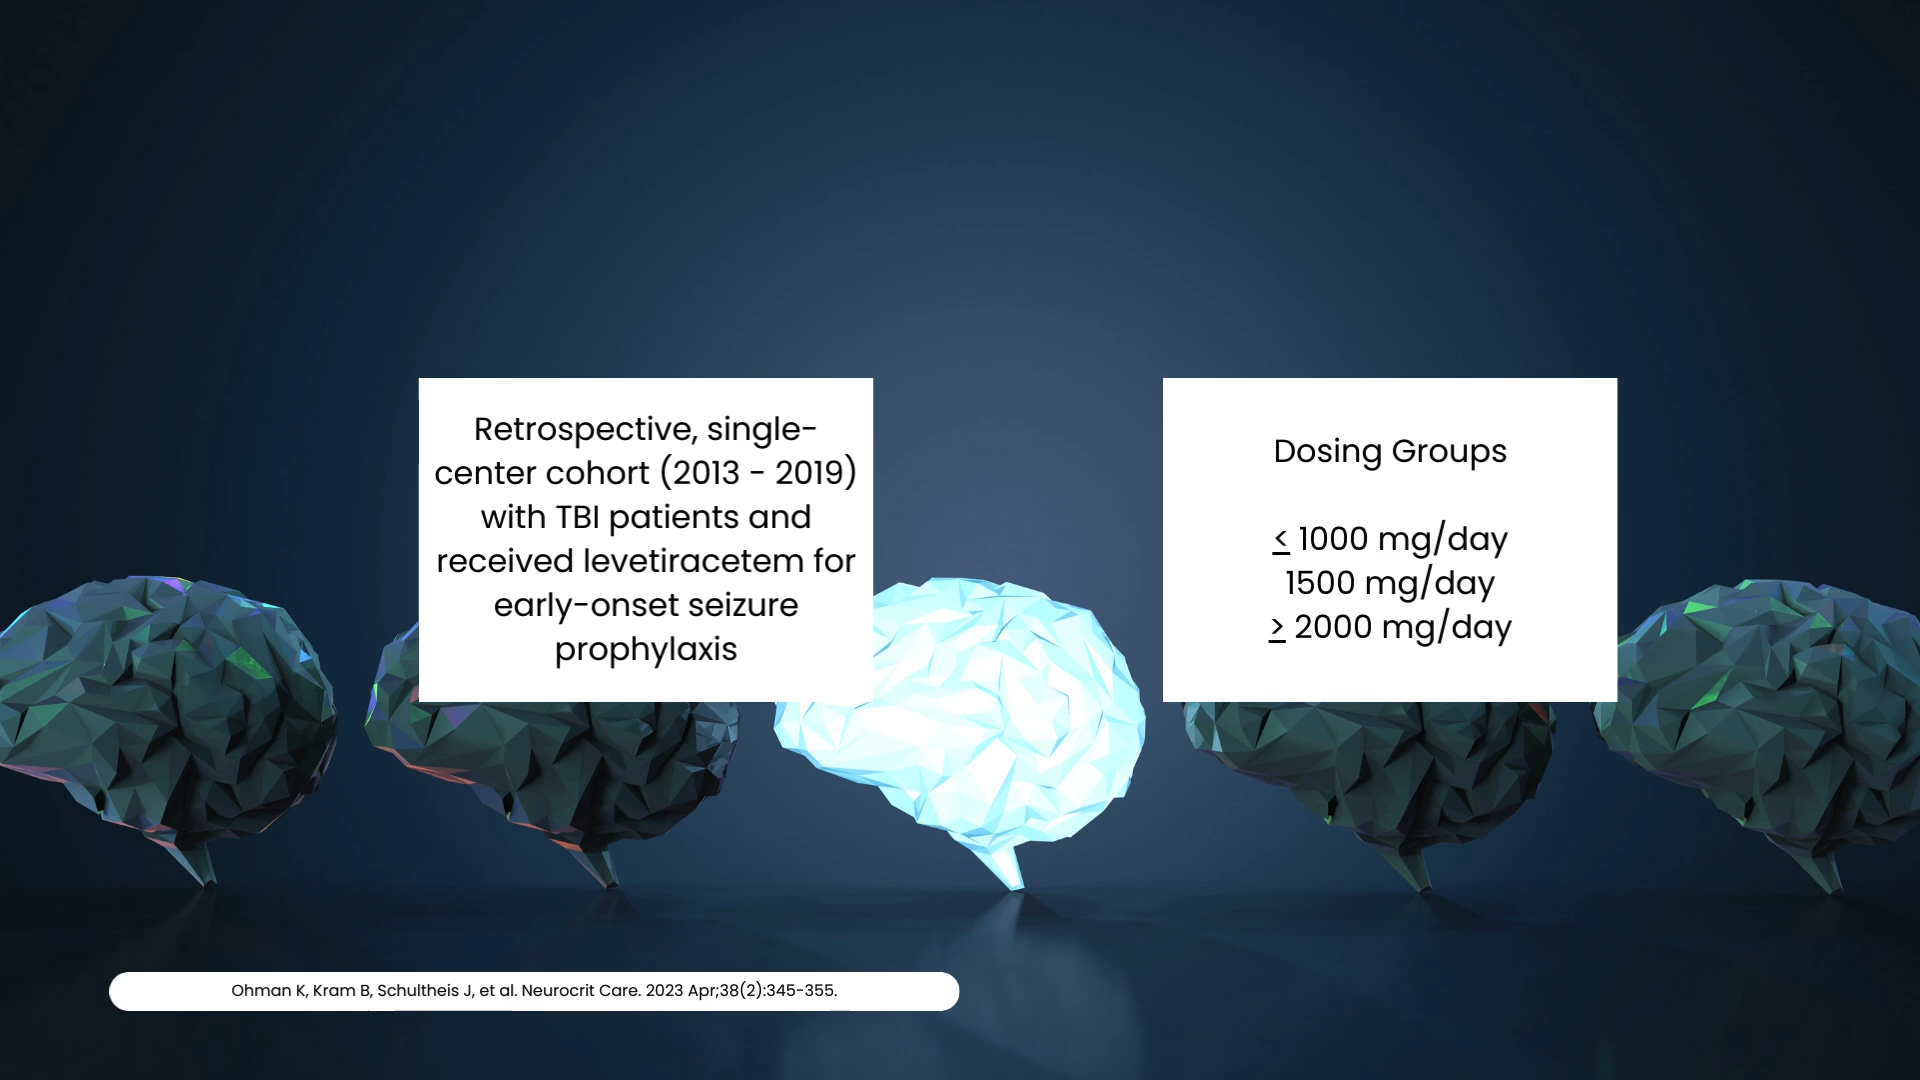 Retrospective, single-
center cohort (2013 - 2019)
with TBI patients and
received levetiracetem for
early-onset seizure
prophylaxis
Dosing Groups
≤ 1000 mg/day
1500 mg/day
≥ 2000 mg/day
Ohman K, Kram B, Schultheis J, et al. Neurocrit Care. 2023 Apr;38(2):345-355.